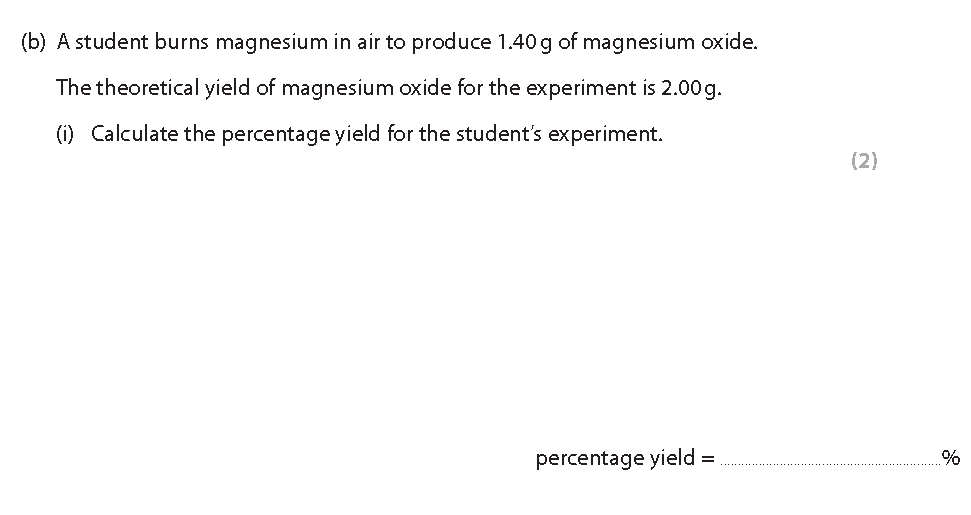 (b) A student burns magnesium in air to produce 1.40 g of magnesium oxide.
The theoretical yield of magnesium oxide for the experiment is 2.00 g.
(i) Calculate the percentage yield for the student's experiment.
(2)
percentage yield = ............................................................%